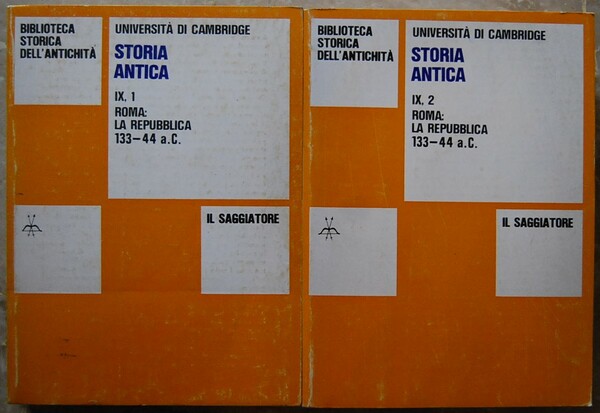 BIBLIOTECA
STORICA
DELL'ANTICHITÀ
UNIVERSITÀ DI CAMBRIDGE
STORIA
ANTICA
IX, 1
ROMA:
LA REPUBBLICA
133–44 a.C.
IL SAGGIATORE
BIBLIOTECA
STORICA
DELL'ANTICHITÀ
UNIVERSITÀ DI CAMBRIDGE
STORIA
ANTICA
IX, 2
ROMA:
LA REPUBBLICA
133–44 a.C.
IL SAGGIATORE